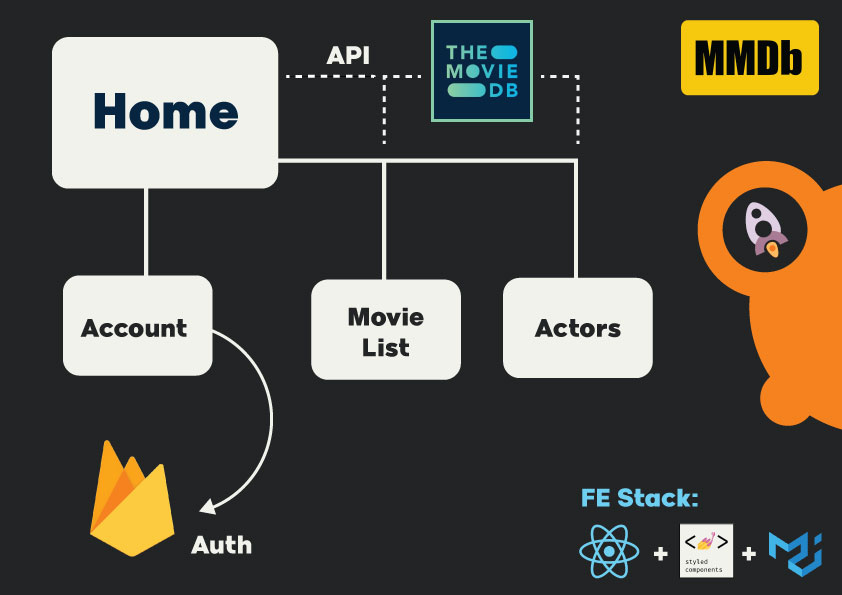 Home
API
THE
MOVIE
DB
MMDb
Account
Movie
List
Actors
Auth
FE Stack:
+
<>
styled
components
+